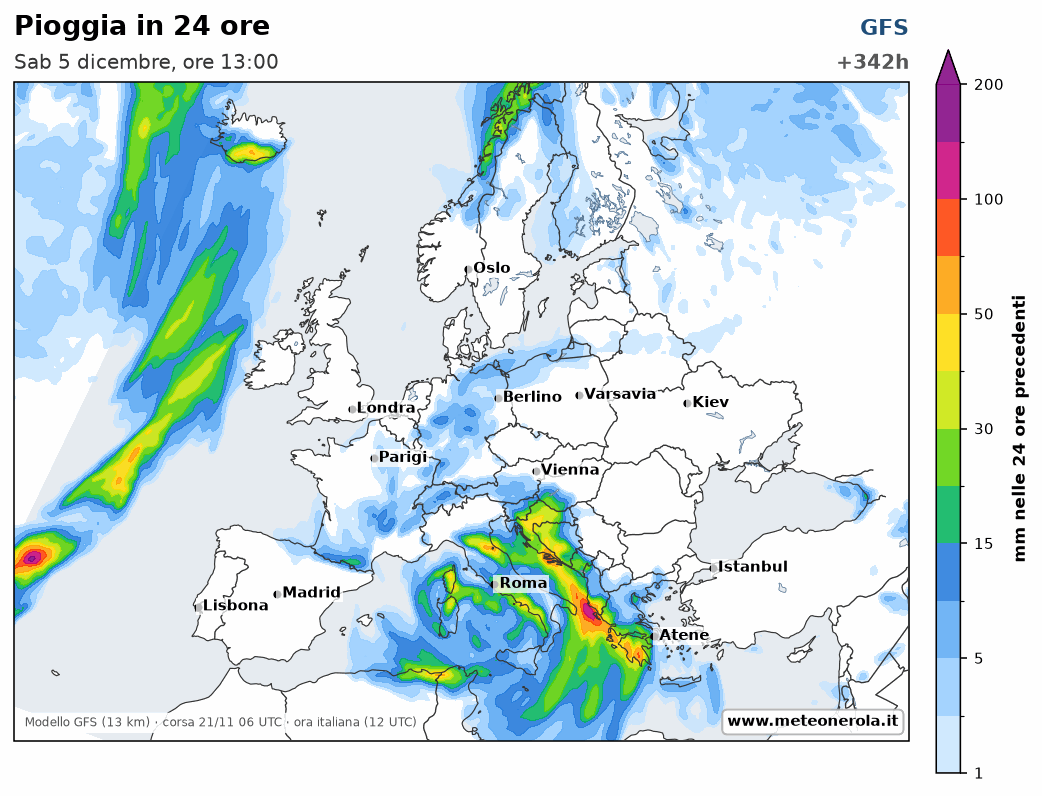 Pioggia in 24 ore
GFS
Sab 5 dicembre, ore 13:00
+342h
Oslo
Berlino
Varsavia
Kiev
Londra
Parigi
Vienna
Istanbul
Roma
Madrid
Lisbona
Atene
Modello GFS (13 km) · corsa 21/11 06 UTC · ora italiana (12 UTC)
www.meteonerola.it
200
100
50
30
15
5
1
mm nelle 24 ore precedenti